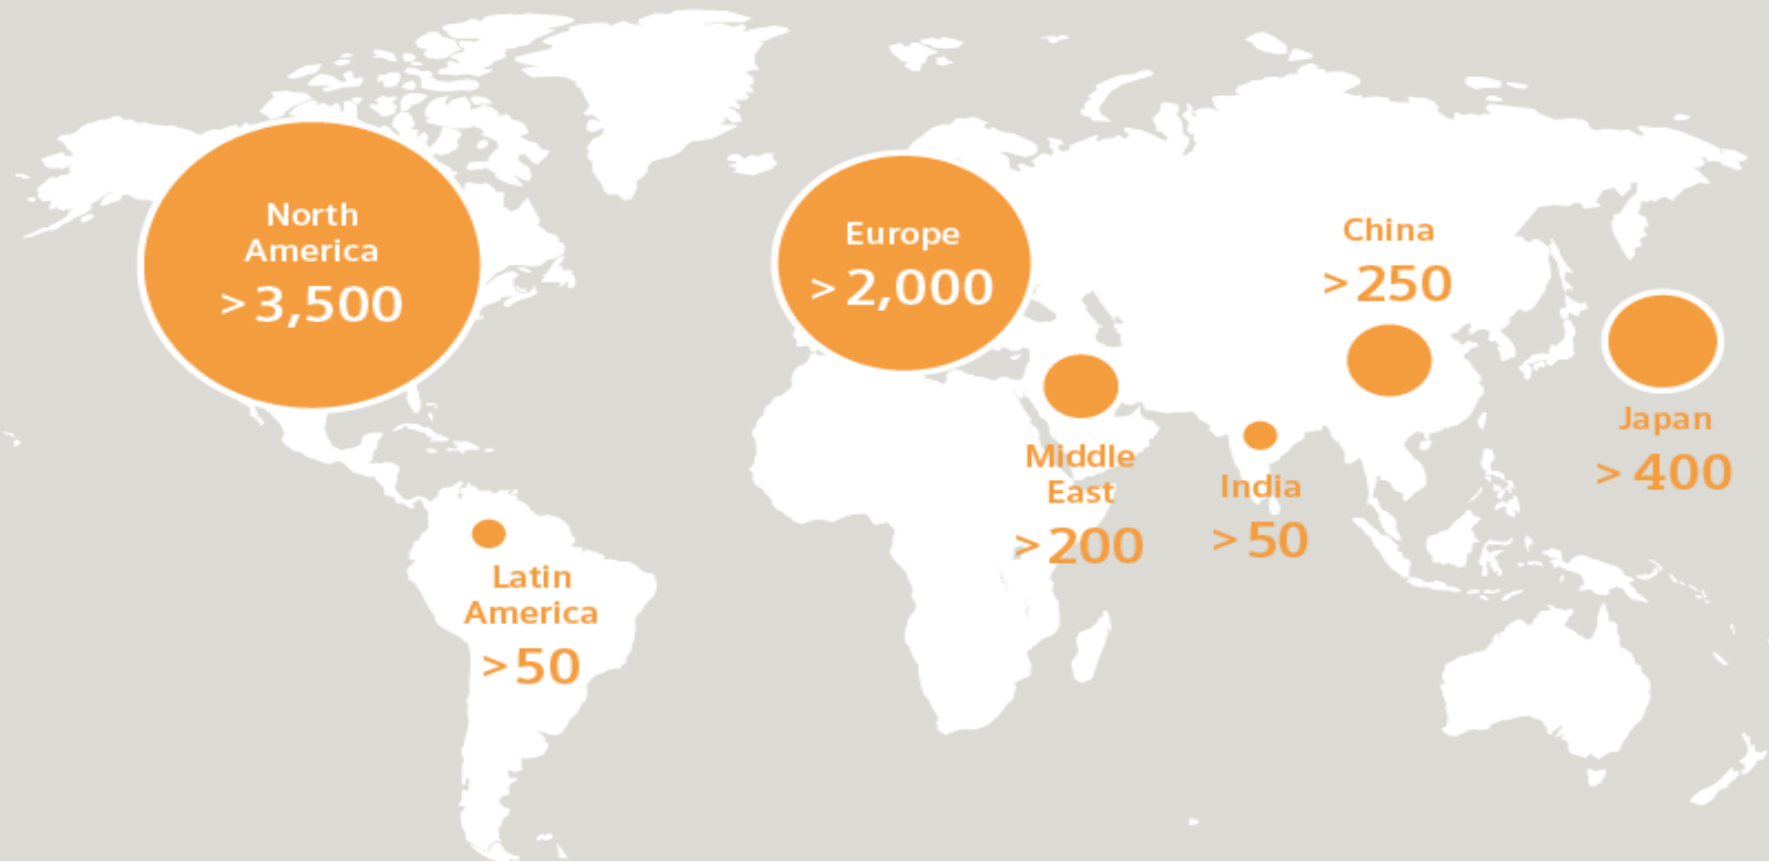 North
America
> 3,500
Europe
> 2,000
China
> 250
Japan
> 400
Middle
East
> 200
India
> 50
Latin
America
> 50